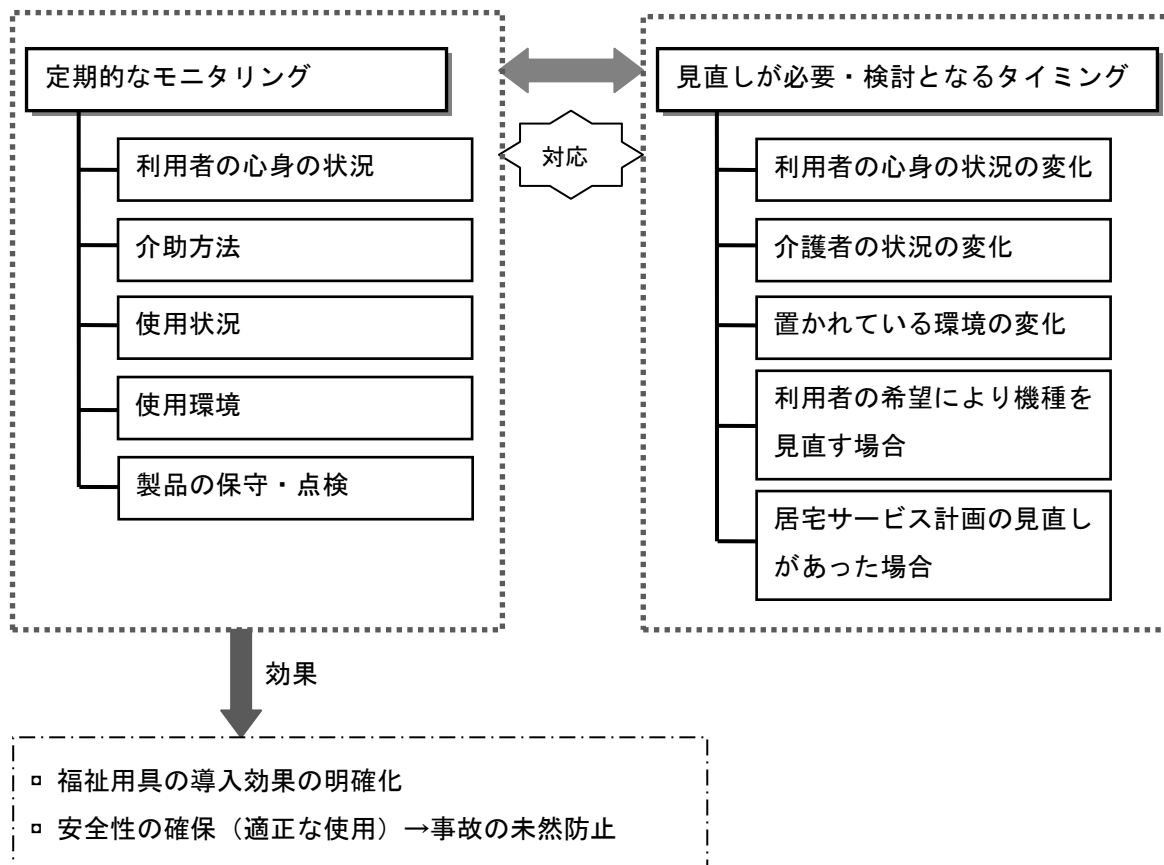 定期的なモニタリング
利用者の心身の状況
介助方法
使用状況
使用環境
製品の保守・点検
対応
見直しが必要・検討となるタイミング
利用者の心身の状況の変化
介護者の状況の変化
置かれている環境の変化
利用者の希望により機種を
見直す場合
居宅サービス計画の見直し
があった場合
効果
¤ 福祉用具の導入効果の明確化
¤ 安全性の確保（適正な使用）→事故の未然防止